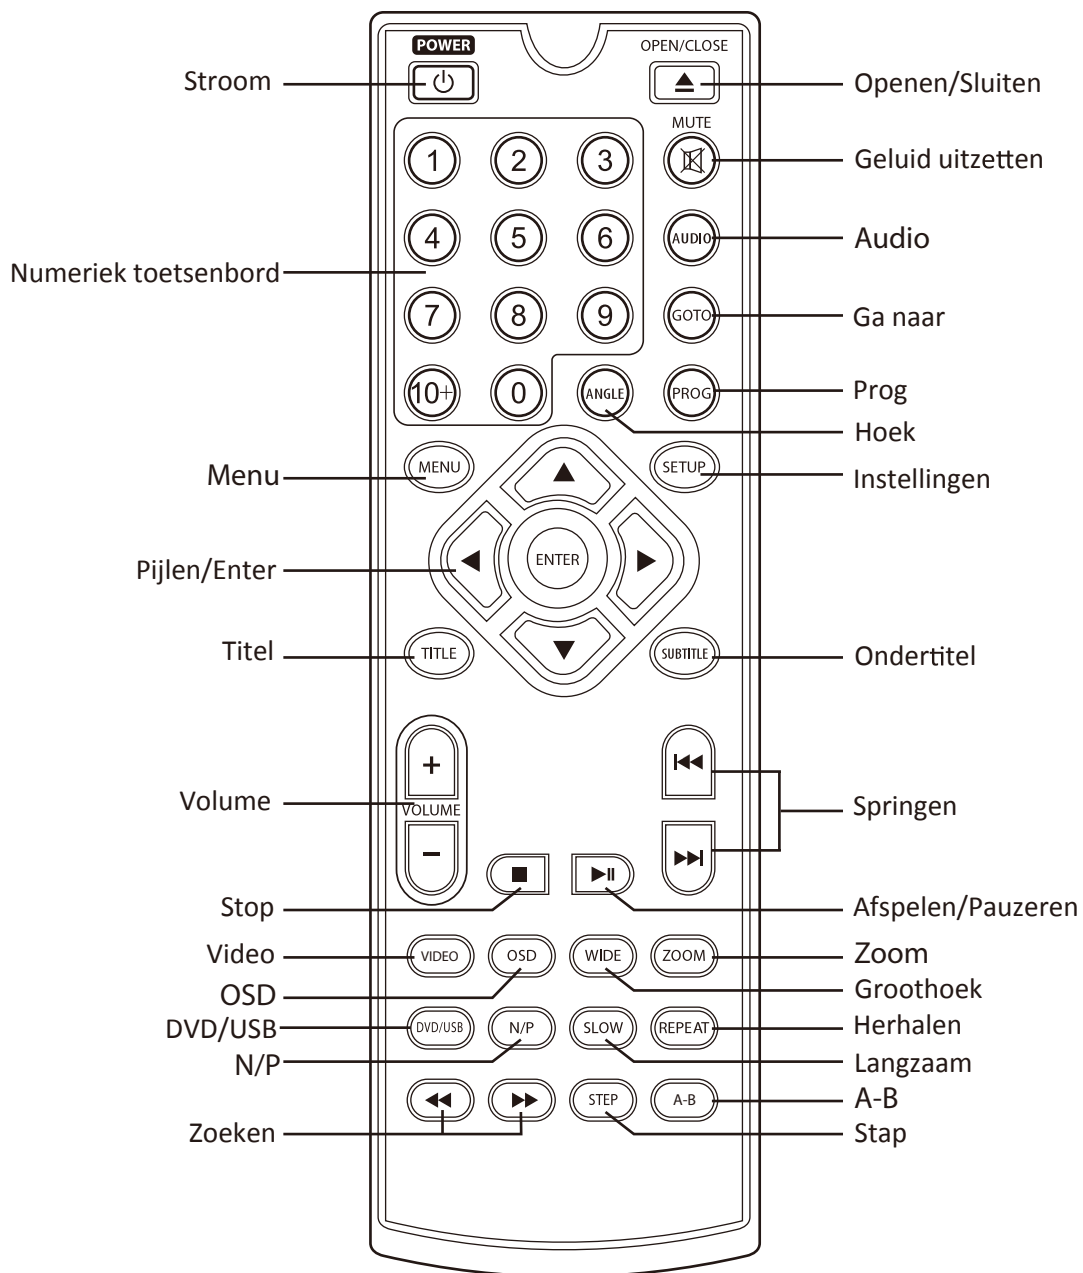 POWER
OPEN/CLOSE
Stroom
Openen/Sluiten
MUTE
1 2 3
Geluid uitzetten
4 5 6 AUDIO
Audio
Numeriek toetsenbord
7 8 9 GOTO
Ga naar
10+ 0 ANGLE PROG
Prog
Hoek
MENU SETUP
Menu
Instellingen
ENTER
Pijlen/Enter
TITLE SUBTITLE
Titel
Ondertitel
+
VOLUME
−
Volume
Springen
Stop
Afspelen/Pauzeren
VIDEO OSD WIDE ZOOM
Video
Zoom
OSD
Groothoek
DVD/USB N/P SLOW REPEAT
DVD/USB
Herhalen
N/P
Langzaam
STEP A-B
A-B
Zoeken
Stap